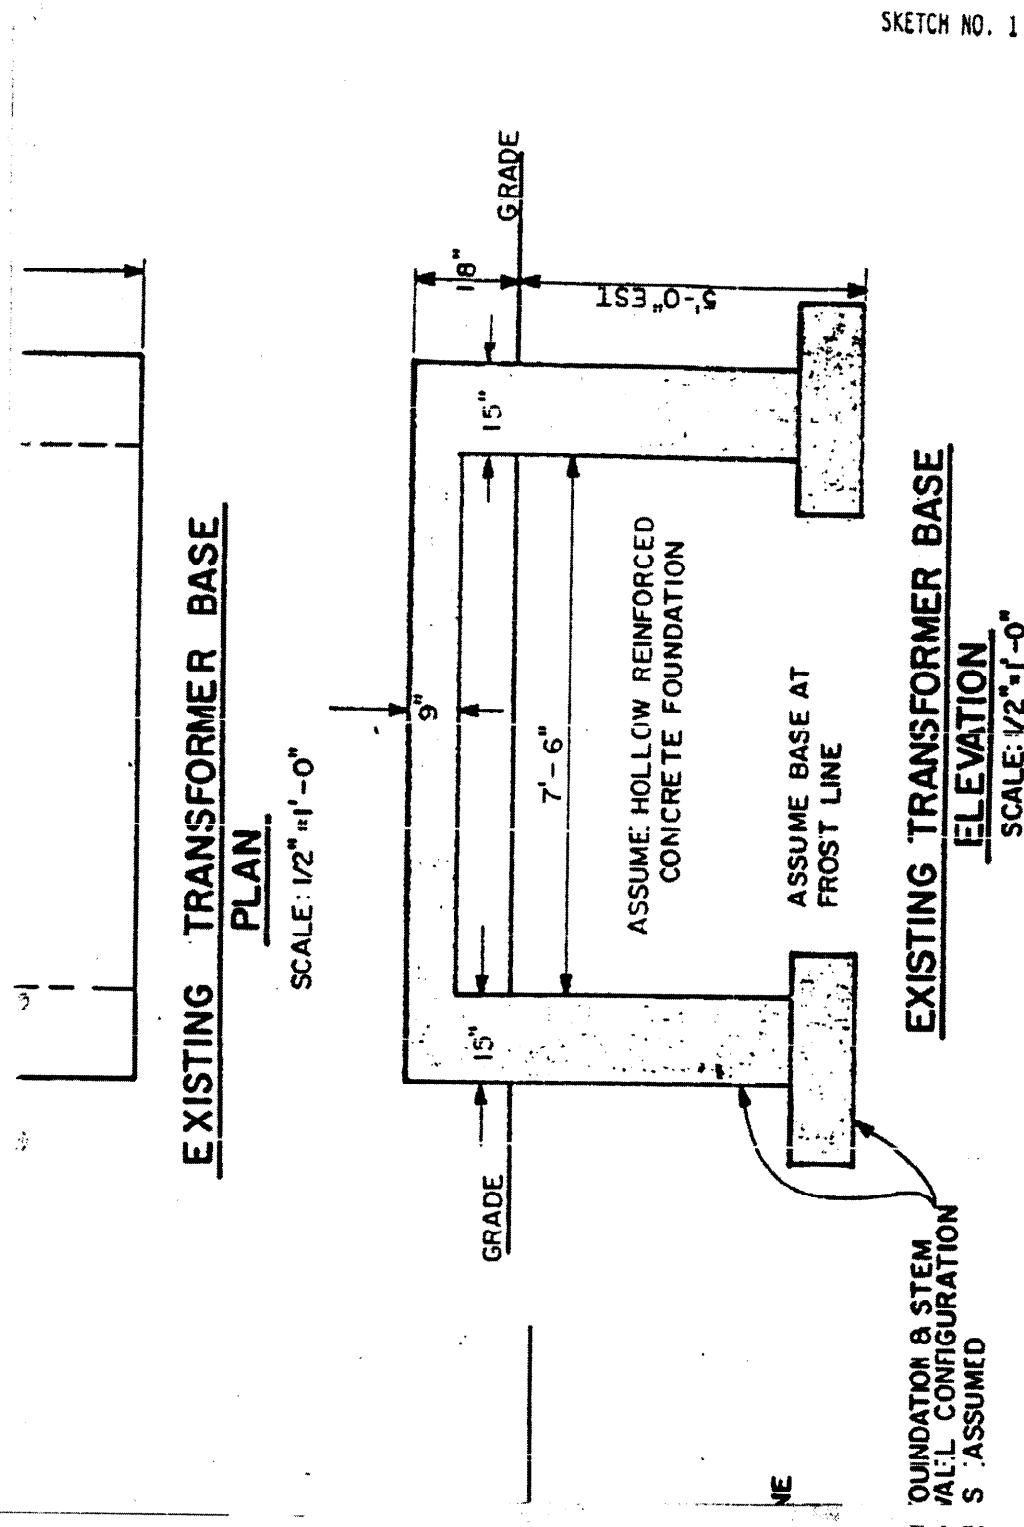 SKETCH NO. 1
EXISTING TRANSFORMER BASE
PLAN
SCALE: 1/2"=1'-0"
GRADE
18"
5'-0" EST
15"
9"
7'-6"
15"
GRADE
ASSUME HOLLOW REINFORCED
CONCRETE FOUNDATION
ASSUME BASE AT
FROST LINE
EXISTING TRANSFORMER BASE
ELEVATION
SCALE: 1/2"=1'-0"
OUNDATION & STEM
WALL CONFIGURATION
S ASSUMED
NE